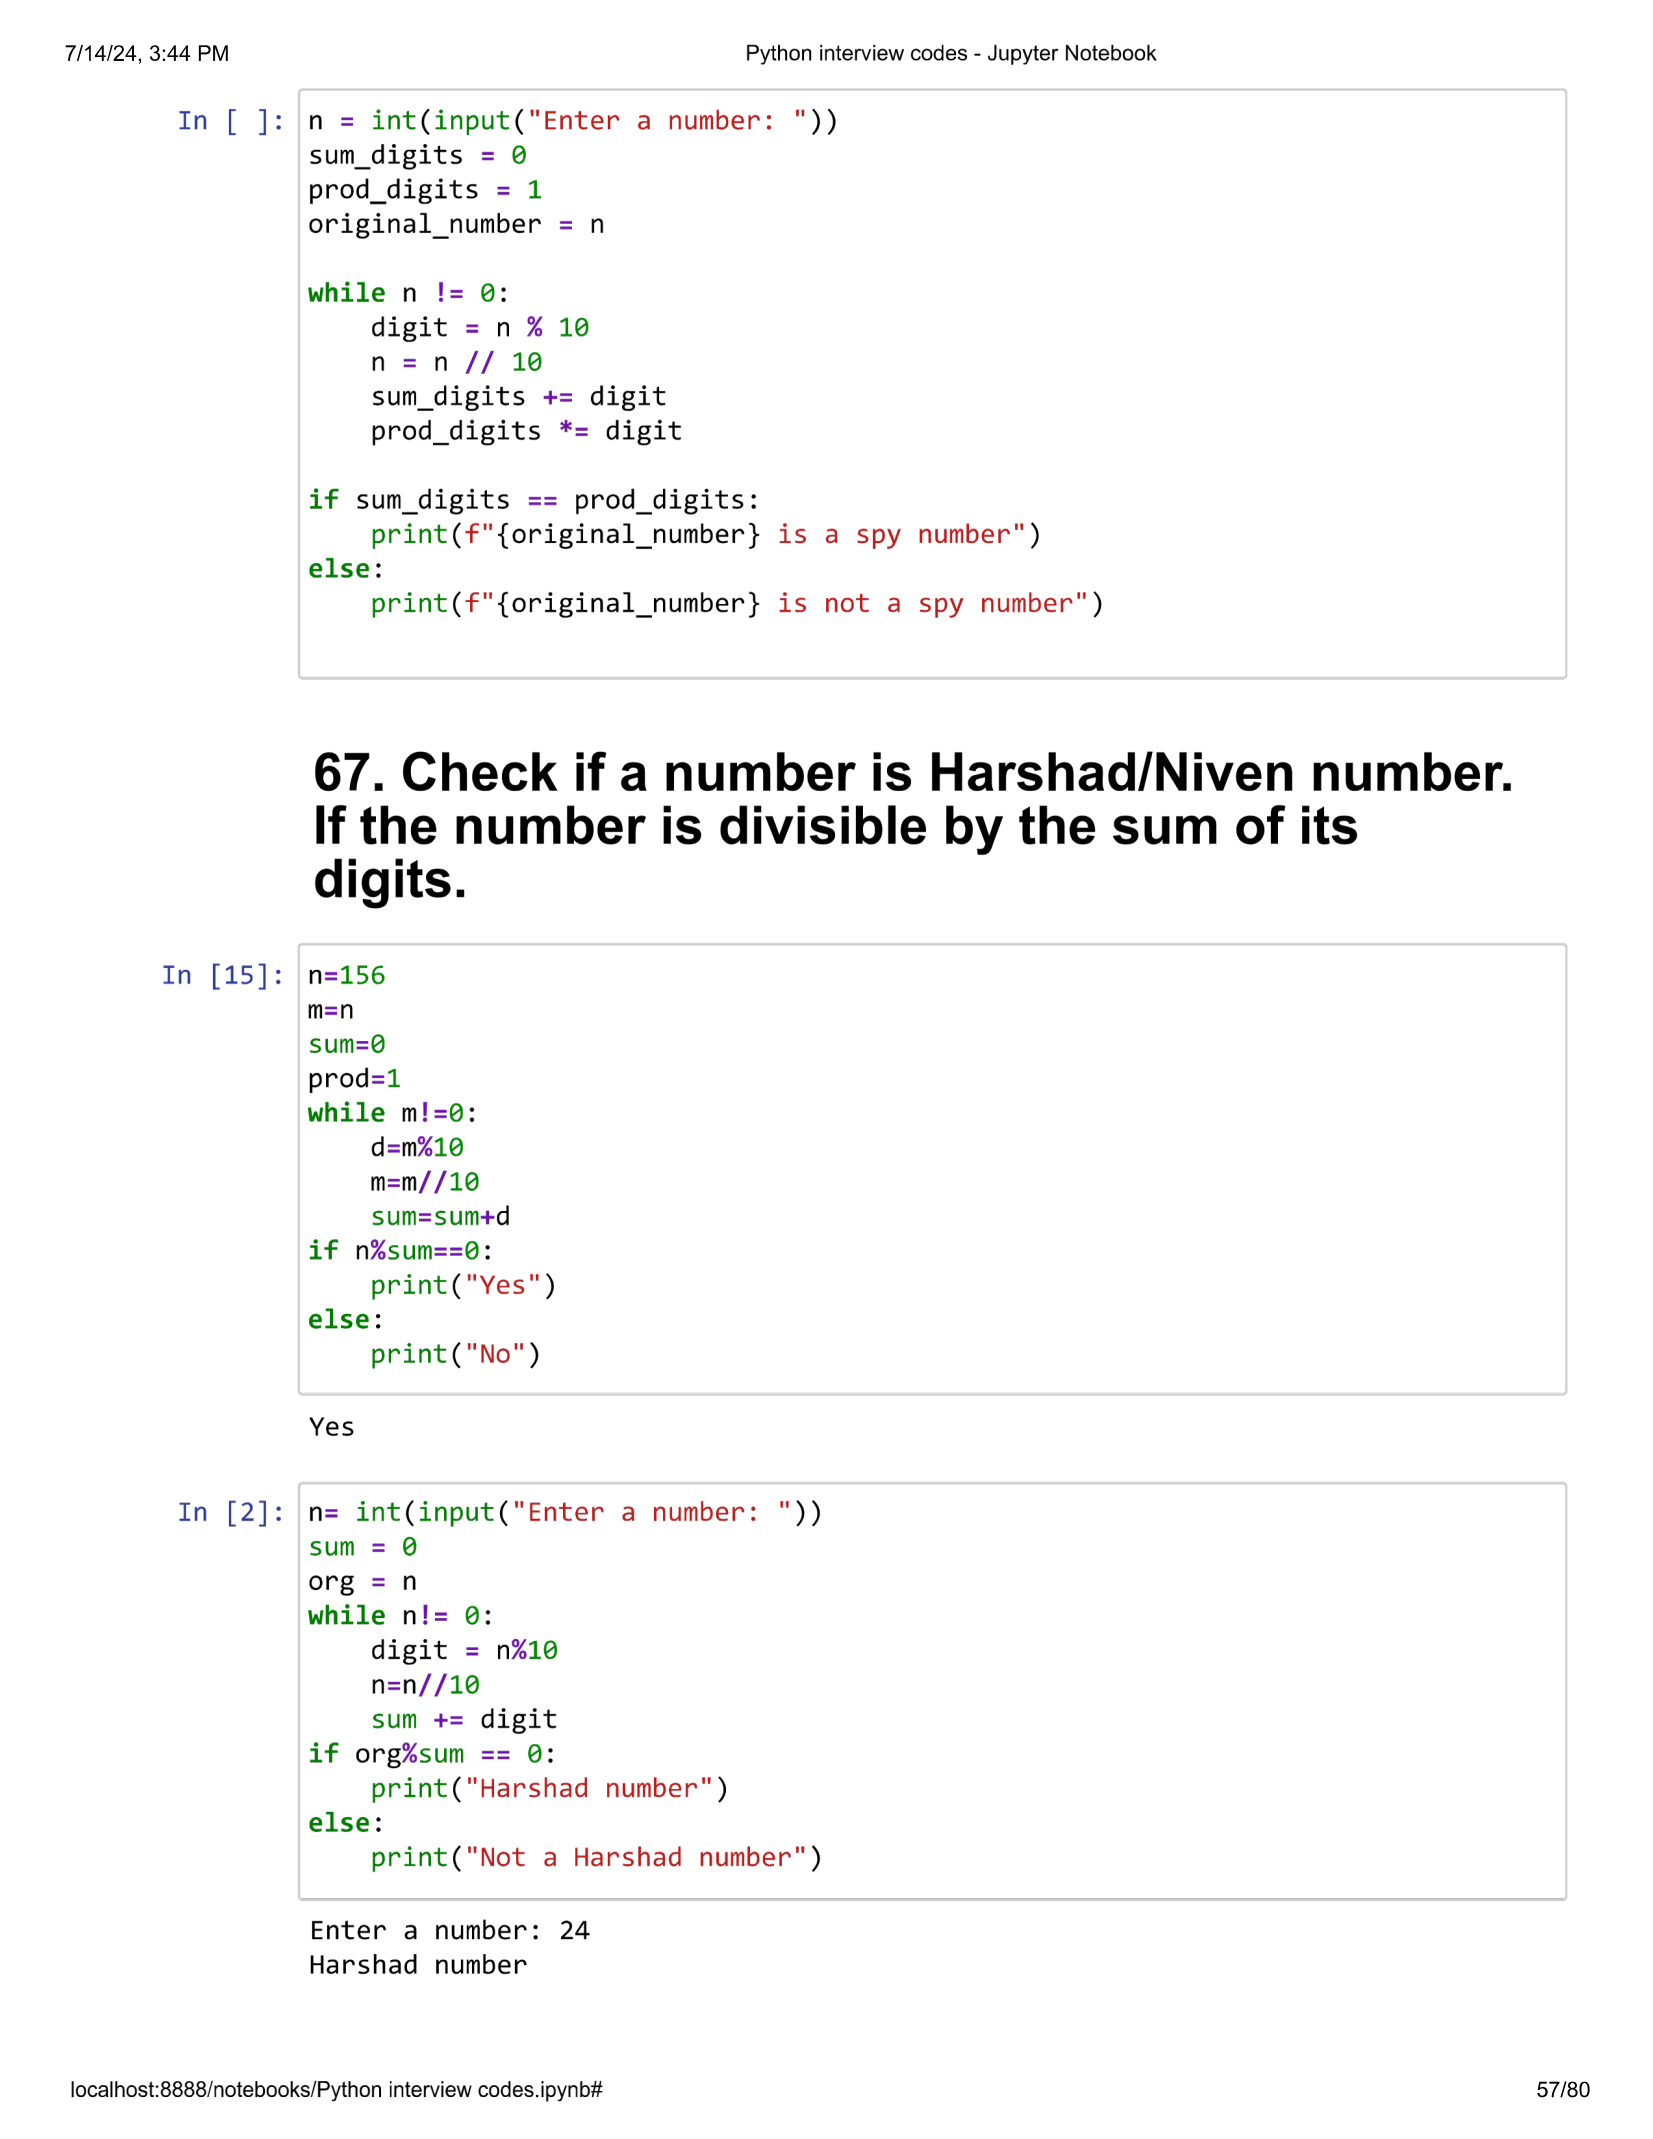 7/14/24, 3:44 PM
Python interview codes - Jupyter Notebook
In [ ]:
n = int(input("Enter a number: "))
sum_digits = 0
prod_digits = 1
original_number = n

while n != 0:
    digit = n % 10
    n = n // 10
    sum_digits += digit
    prod_digits *= digit

if sum_digits == prod_digits:
    print(f"{original_number} is a spy number")
else:
    print(f"{original_number} is not a spy number")

67. Check if a number is Harshad/Niven number.
If the number is divisible by the sum of its
digits.

In [15]:
n=156
m=n
sum=0
prod=1
while m!=0:
    d=m%10
    m=m//10
    sum=sum+d
if n%sum==0:
    print("Yes")
else:
    print("No")

Yes

In [2]:
n= int(input("Enter a number: "))
sum = 0
org = n
while n!= 0:
    digit = n%10
    n=n//10
    sum += digit
if org%sum == 0:
    print("Harshad number")
else:
    print("Not a Harshad number")

Enter a number: 24
Harshad number

localhost:8888/notebooks/Python interview codes.ipynb#
57/80